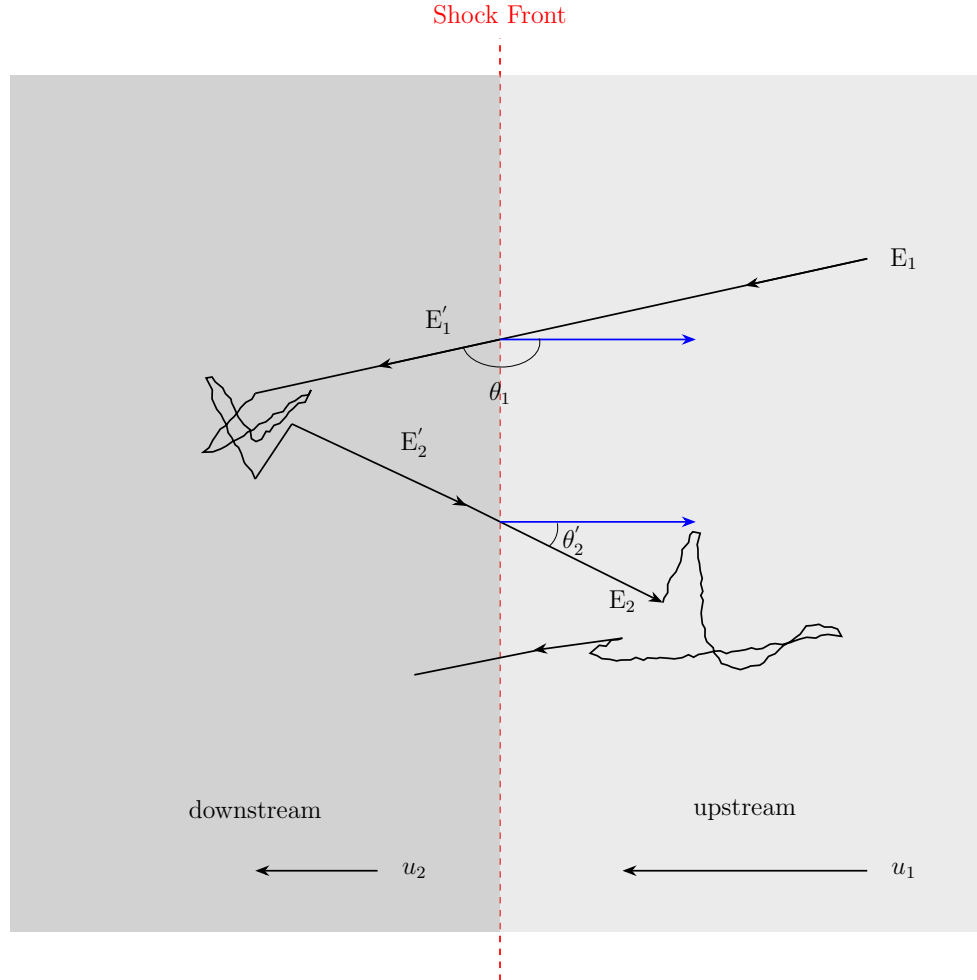 Shock Front
E₁
E₁′
θ₁
E₂′
θ₂′
E₂
downstream
upstream
u₂
u₁